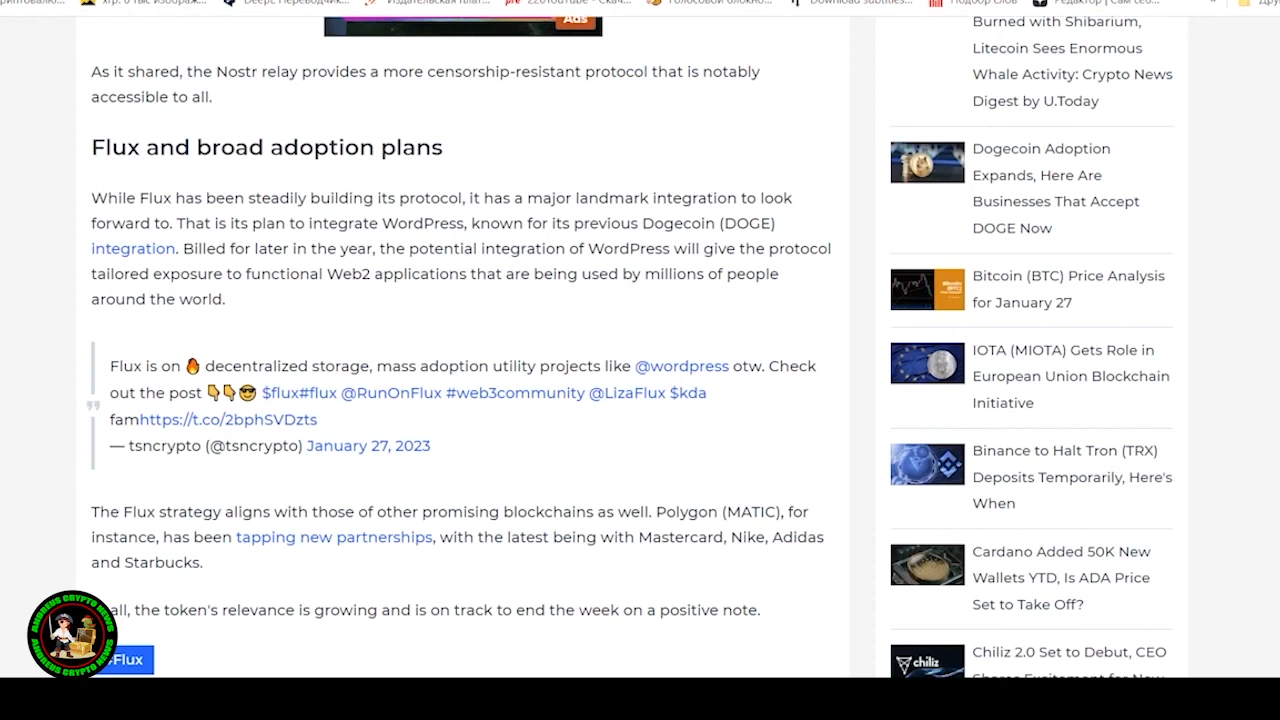 Ads
As it shared, the Nostr relay provides a more censorship-resistant protocol that is notably
accessible to all.
Flux and broad adoption plans
While Flux has been steadily building its protocol, it has a major landmark integration to look
forward to. That is its plan to integrate WordPress, known for its previous Dogecoin (DOGE)
integration. Billed for later in the year, the potential integration of WordPress will give the protocol
tailored exposure to functional Web2 applications that are being used by millions of people
around the world.
Flux is on 🔥 decentralized storage, mass adoption utility projects like @wordpress otw. Check
out the post 👇👇😎 $flux#flux @RunOnFlux #web3community @LizaFlux $kda
famhttps://t.co/2bphSVDzts
— tsncrypto (@tsncrypto) January 27, 2023
The Flux strategy aligns with those of other promising blockchains as well. Polygon (MATIC), for
instance, has been tapping new partnerships, with the latest being with Mastercard, Nike, Adidas
and Starbucks.
all, the token's relevance is growing and is on track to end the week on a positive note.
Flux
ANDREUS CRYPTO NEWS
ANDREUS CRYPTO NEWS
Burned with Shibarium,
Litecoin Sees Enormous
Whale Activity: Crypto News
Digest by U.Today
Dogecoin Adoption
Expands, Here Are
Businesses That Accept
DOGE Now
Bitcoin (BTC) Price Analysis
for January 27
IOTA (MIOTA) Gets Role in
European Union Blockchain
Initiative
Binance to Halt Tron (TRX)
Deposits Temporarily, Here's
When
Cardano Added 50K New
Wallets YTD, Is ADA Price
Set to Take Off?
chiliz
Chiliz 2.0 Set to Debut, CEO